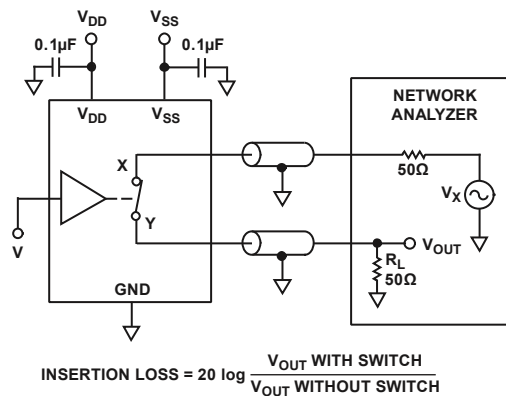 VDD
VSS
0.1µF
0.1µF
VDD
VSS
NETWORK
ANALYZER
X
50Ω
VX
Y
V
VOUT
RL
50Ω
GND
INSERTION LOSS = 20 log VOUT WITH SWITCH
VOUT WITHOUT SWITCH